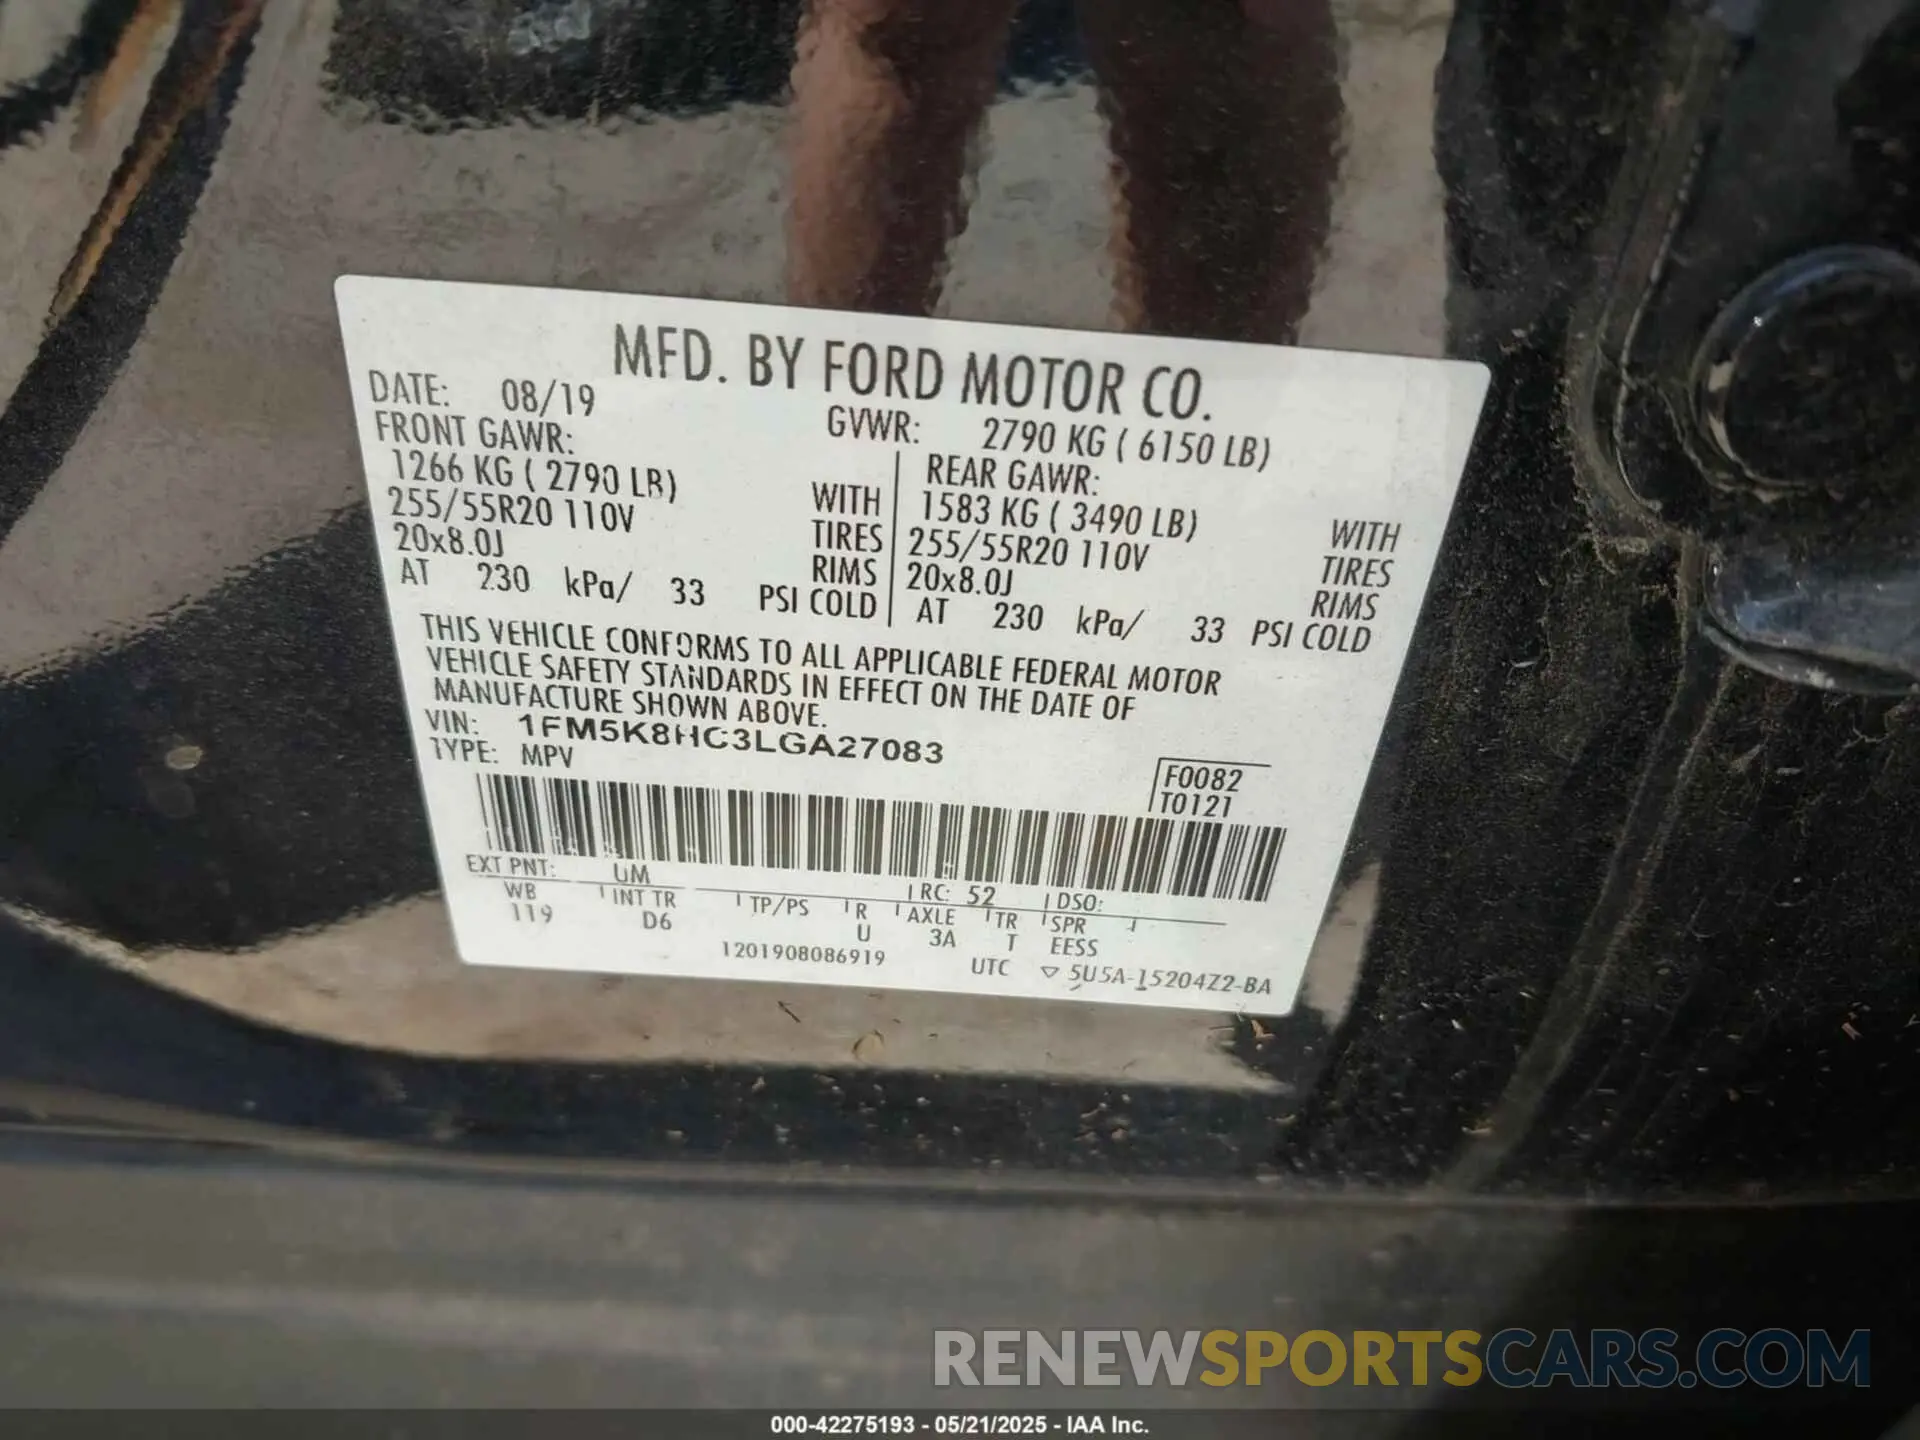 MFD. BY FORD MOTOR CO.
DATE: 08/19 GVWR: 2790 KG ( 6150 LB)
FRONT GAWR: REAR GAWR:
1266 KG ( 2790 LB) WITH 1583 KG ( 3490 LB) WITH
255/55R20 110V TIRES 255/55R20 110V TIRES
20x8.0J RIMS 20x8.0J RIMS
AT 230 kPa/ 33 PSI COLD AT 230 kPa/ 33 PSI COLD
THIS VEHICLE CONFORMS TO ALL APPLICABLE FEDERAL MOTOR
VEHICLE SAFETY STANDARDS IN EFFECT ON THE DATE OF
MANUFACTURE SHOWN ABOVE.
VIN: 1FM5K8HC3LGA27083
TYPE: MPV
F0082
T0121
EXT PNT: UM RC: 52 DSO:
WB INT TR TP/PS R AXLE TR SPR
119 D6 U 3A T EESS
1201908086919 UTC ▽ 5U5A-15204Z2-BA
RENEWSPORTSCARS.COM
000-42275193 - 05/21/2025 - IAA Inc.